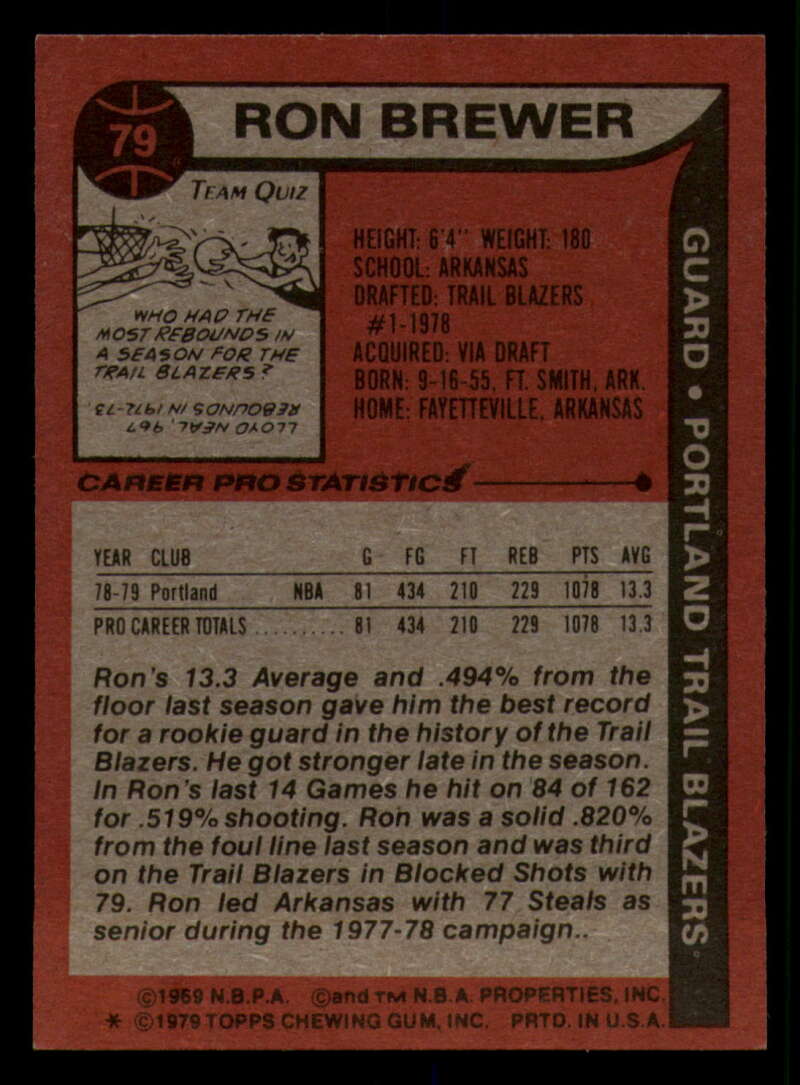 79
RON BREWER
TEAM QUIZ
WHO HAD THE
MOST REBOUNDS IN
A SEASON FOR THE
TRAIL BLAZERS?
LLOYD NEAL, 967
REBOUNDS IN 1972-73.
HEIGHT: 6'4" WEIGHT: 180
SCHOOL: ARKANSAS
DRAFTED: TRAIL BLAZERS
#1-1978
ACQUIRED: VIA DRAFT
BORN: 9-16-55, FT. SMITH, ARK.
HOME: FAYETTEVILLE, ARKANSAS
GUARD • PORTLAND TRAIL BLAZERS
CAREER PRO STATISTICS
YEAR CLUB G FG FT REB PTS AVG
78-79 Portland NBA 81 434 210 229 1078 13.3
PRO CAREER TOTALS .......... 81 434 210 229 1078 13.3
Ron's 13.3 Average and .494% from the
floor last season gave him the best record
for a rookie guard in the history of the Trail
Blazers. He got stronger late in the season.
In Ron's last 14 Games he hit on 84 of 162
for .519% shooting. Ron was a solid .820%
from the foul line last season and was third
on the Trail Blazers in Blocked Shots with
79. Ron led Arkansas with 77 Steals as
senior during the 1977-78 campaign..
©1969 N.B.P.A. ©and TM N.B.A. PROPERTIES, INC.
* ©1979 TOPPS CHEWING GUM, INC. PRTD. IN U.S.A.